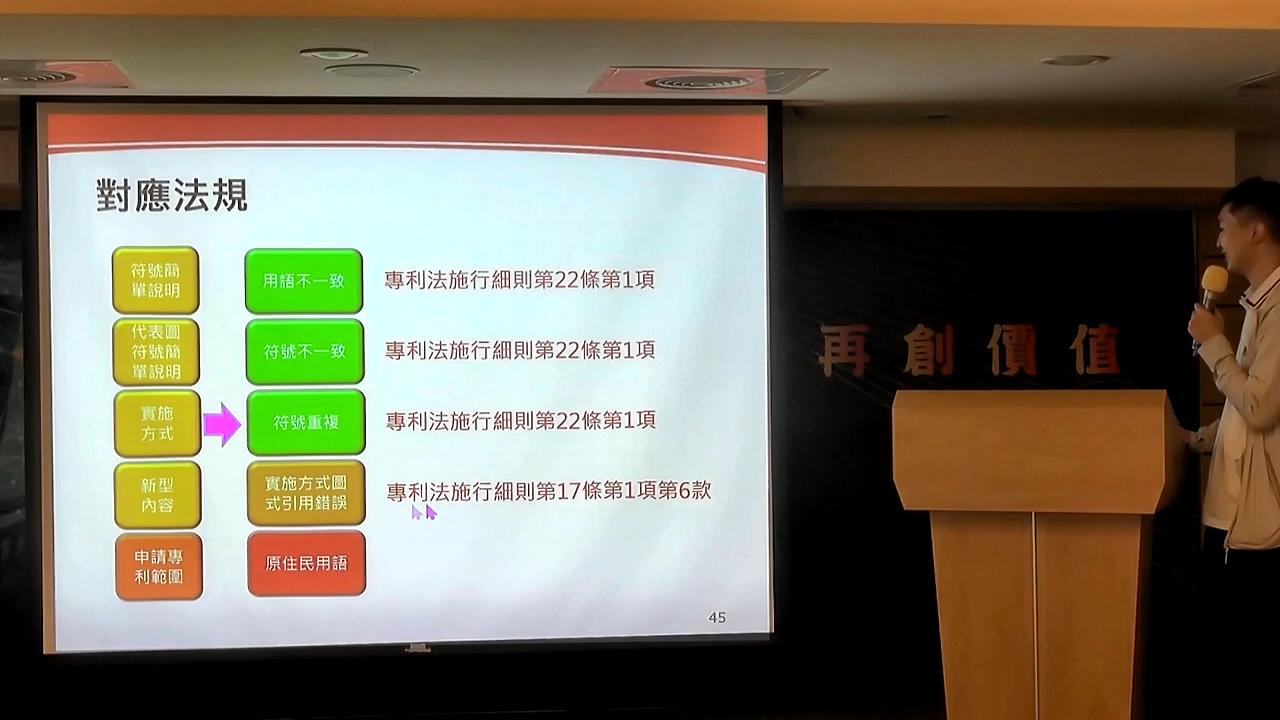 對應法規
符號簡
單說明
用語不一致
專利法施行細則第22條第1項
代表圖
符號簡
單說明
符號不一致
專利法施行細則第22條第1項
實施
方式
符號重複
專利法施行細則第22條第1項
新型
內容
實施方式圖
式引用錯誤
專利法施行細則第17條第1項第6款
申請專
利範圍
原住民用語
45
再創價值